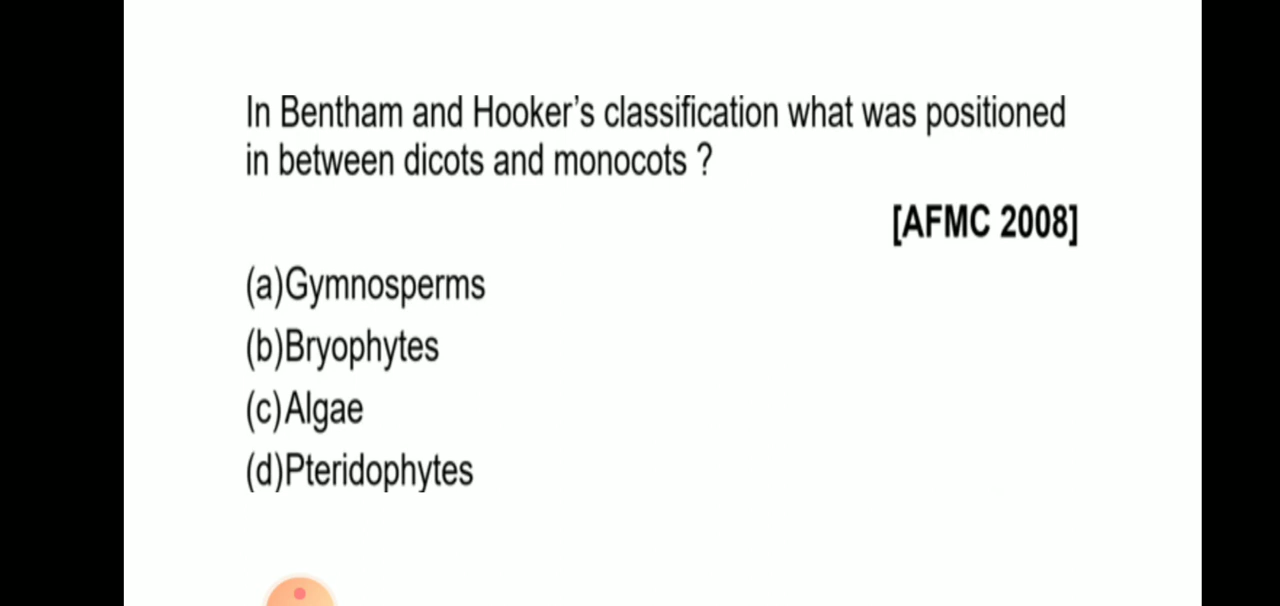 In Bentham and Hooker's classification what was positioned
in between dicots and monocots ?
[AFMC 2008]
(a)Gymnosperms
(b)Bryophytes
(c)Algae
(d)Pteridophytes